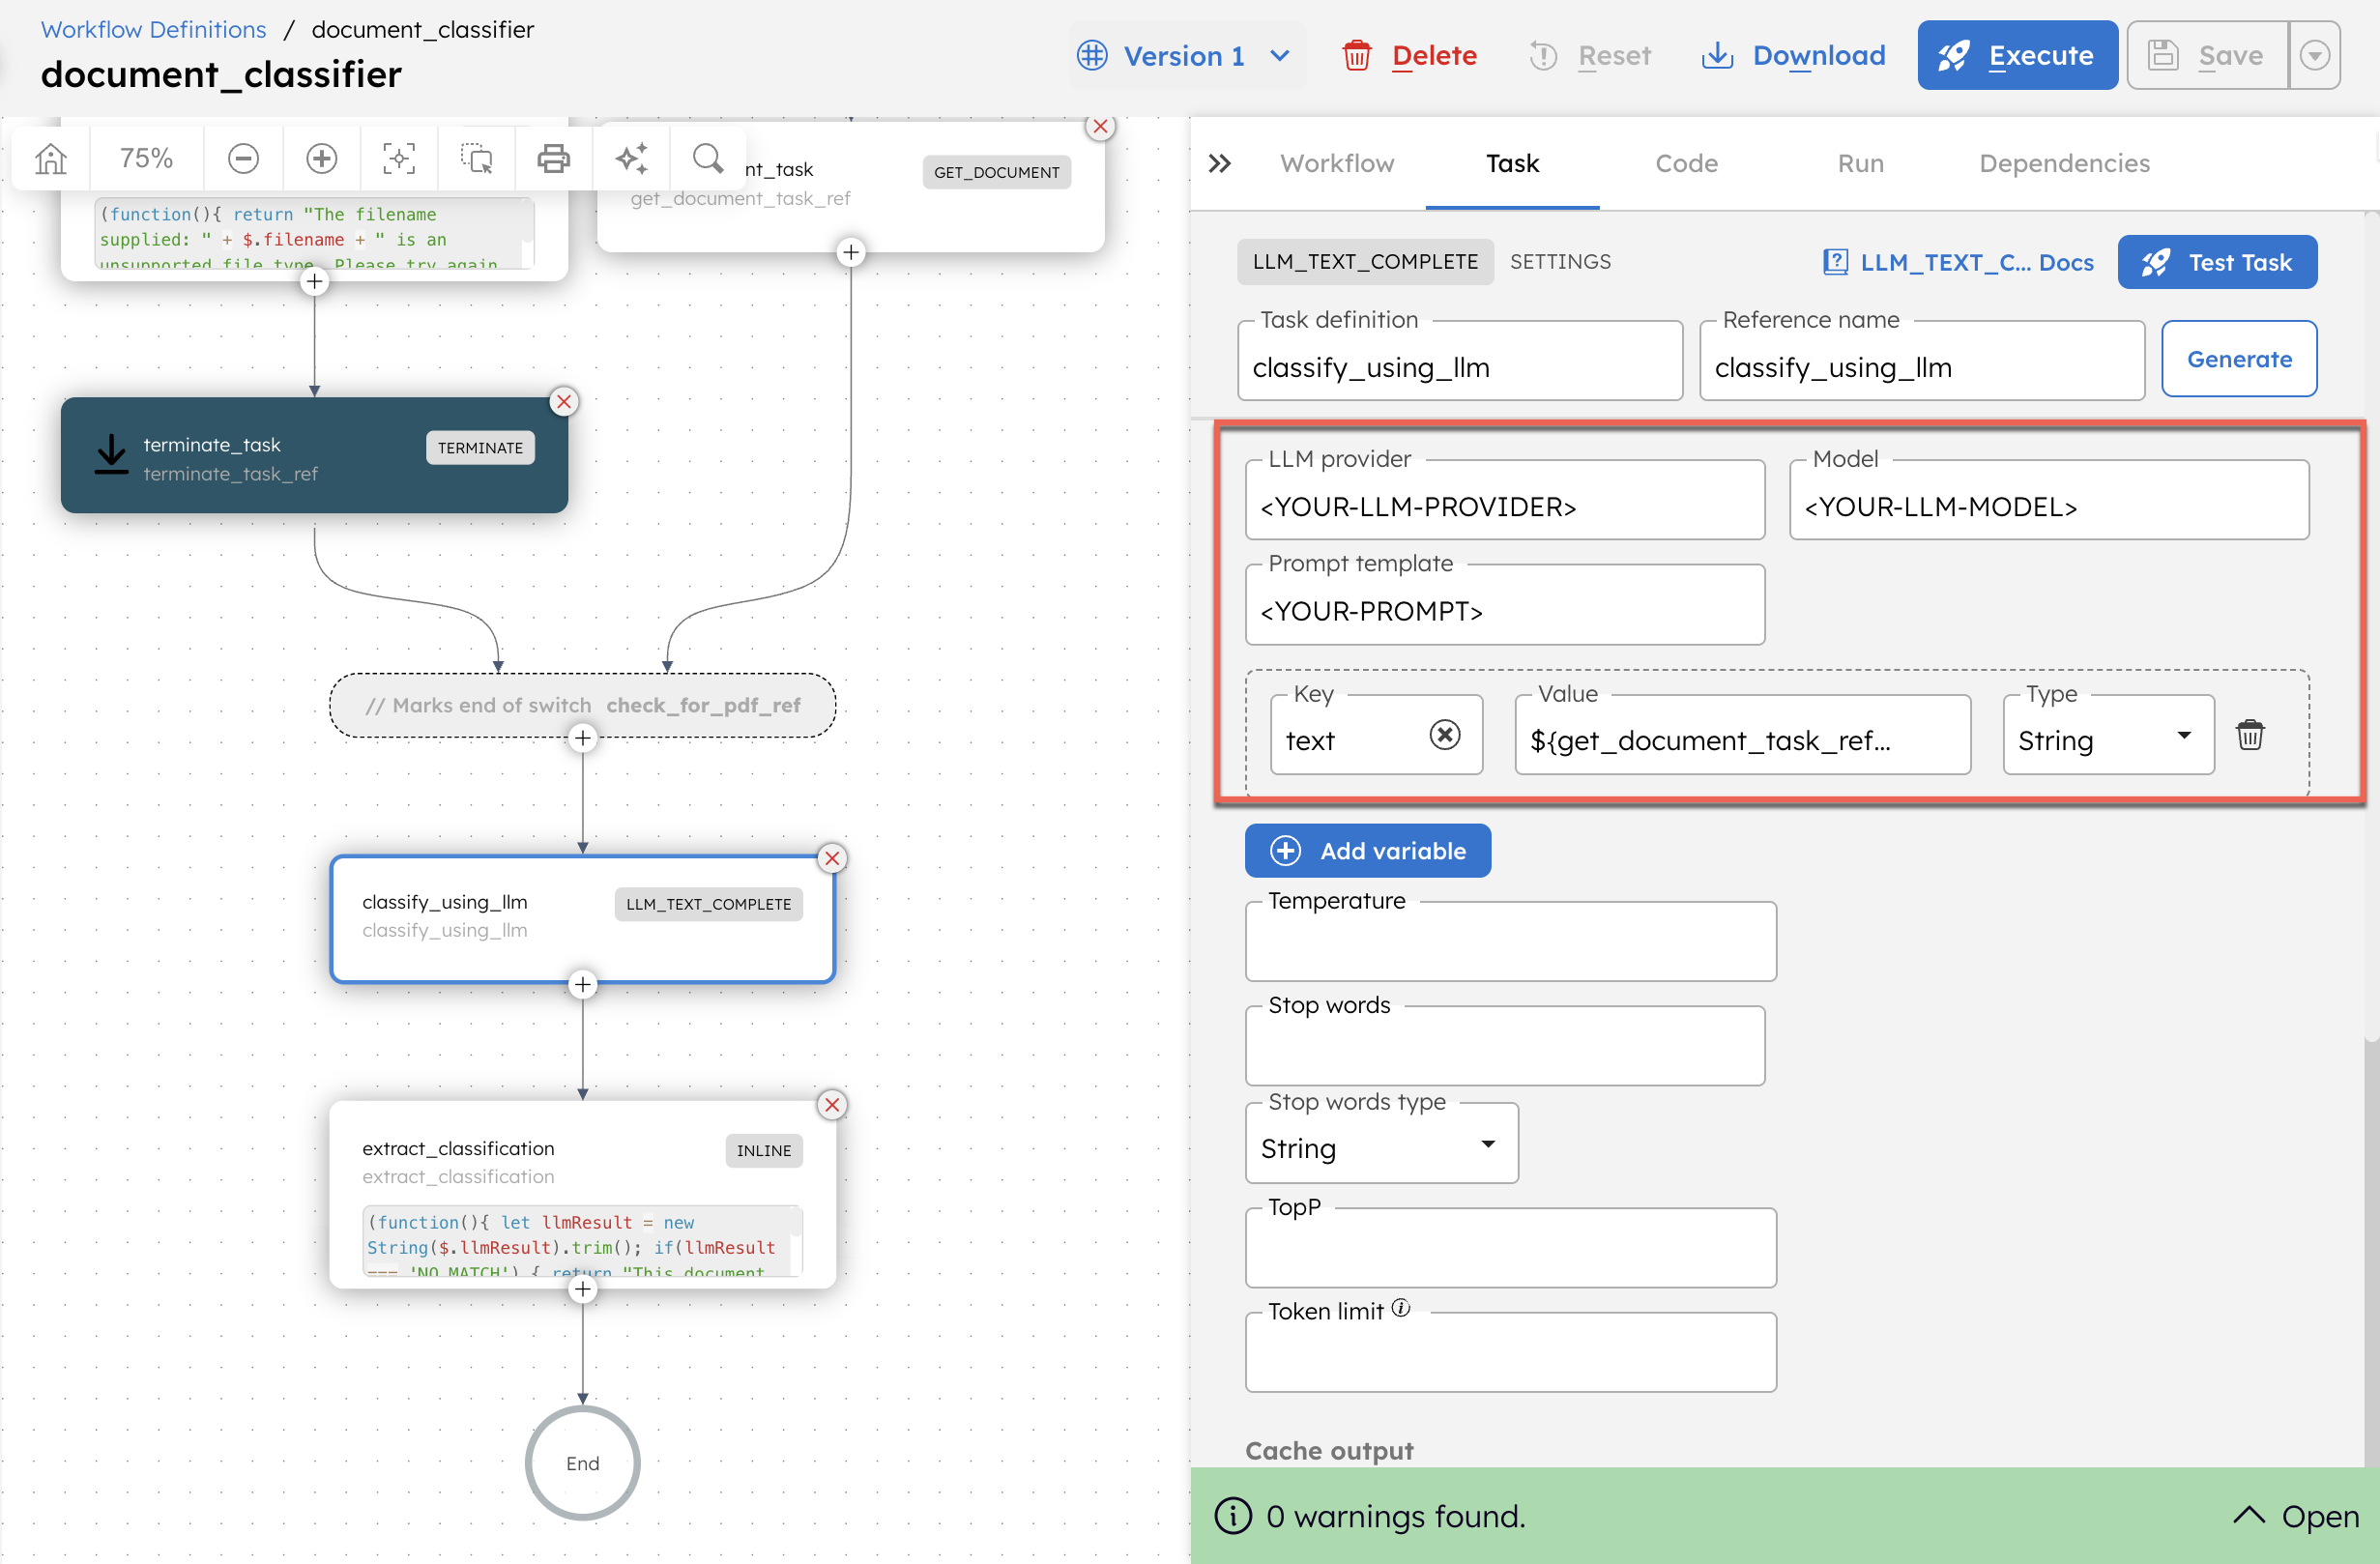 Workflow Definitions / document_classifier
document_classifier
Version 1
Delete
Reset
Download
Execute
Save
75%
nt_task
get_document_task_ref
GET_DOCUMENT
(function(){ return "The filename
supplied: " + $.filename + " is an
unsupported file type. Please try again
terminate_task
terminate_task_ref
TERMINATE
// Marks end of switch check_for_pdf_ref
classify_using_llm
classify_using_llm
LLM_TEXT_COMPLETE
extract_classification
extract_classification
INLINE
(function(){ let llmResult = new
String($.llmResult).trim(); if(llmResult
=== 'NO_MATCH') { return "This document
End
Workflow
Task
Code
Run
Dependencies
LLM_TEXT_COMPLETE SETTINGS
LLM_TEXT_C... Docs
Test Task
Task definition
classify_using_llm
Reference name
classify_using_llm
Generate
LLM provider
<YOUR-LLM-PROVIDER>
Model
<YOUR-LLM-MODEL>
Prompt template
<YOUR-PROMPT>
Key
text
Value
${get_document_task_ref...
Type
String
Add variable
Temperature
Stop words
Stop words type
String
TopP
Token limit
Cache output
0 warnings found.
Open